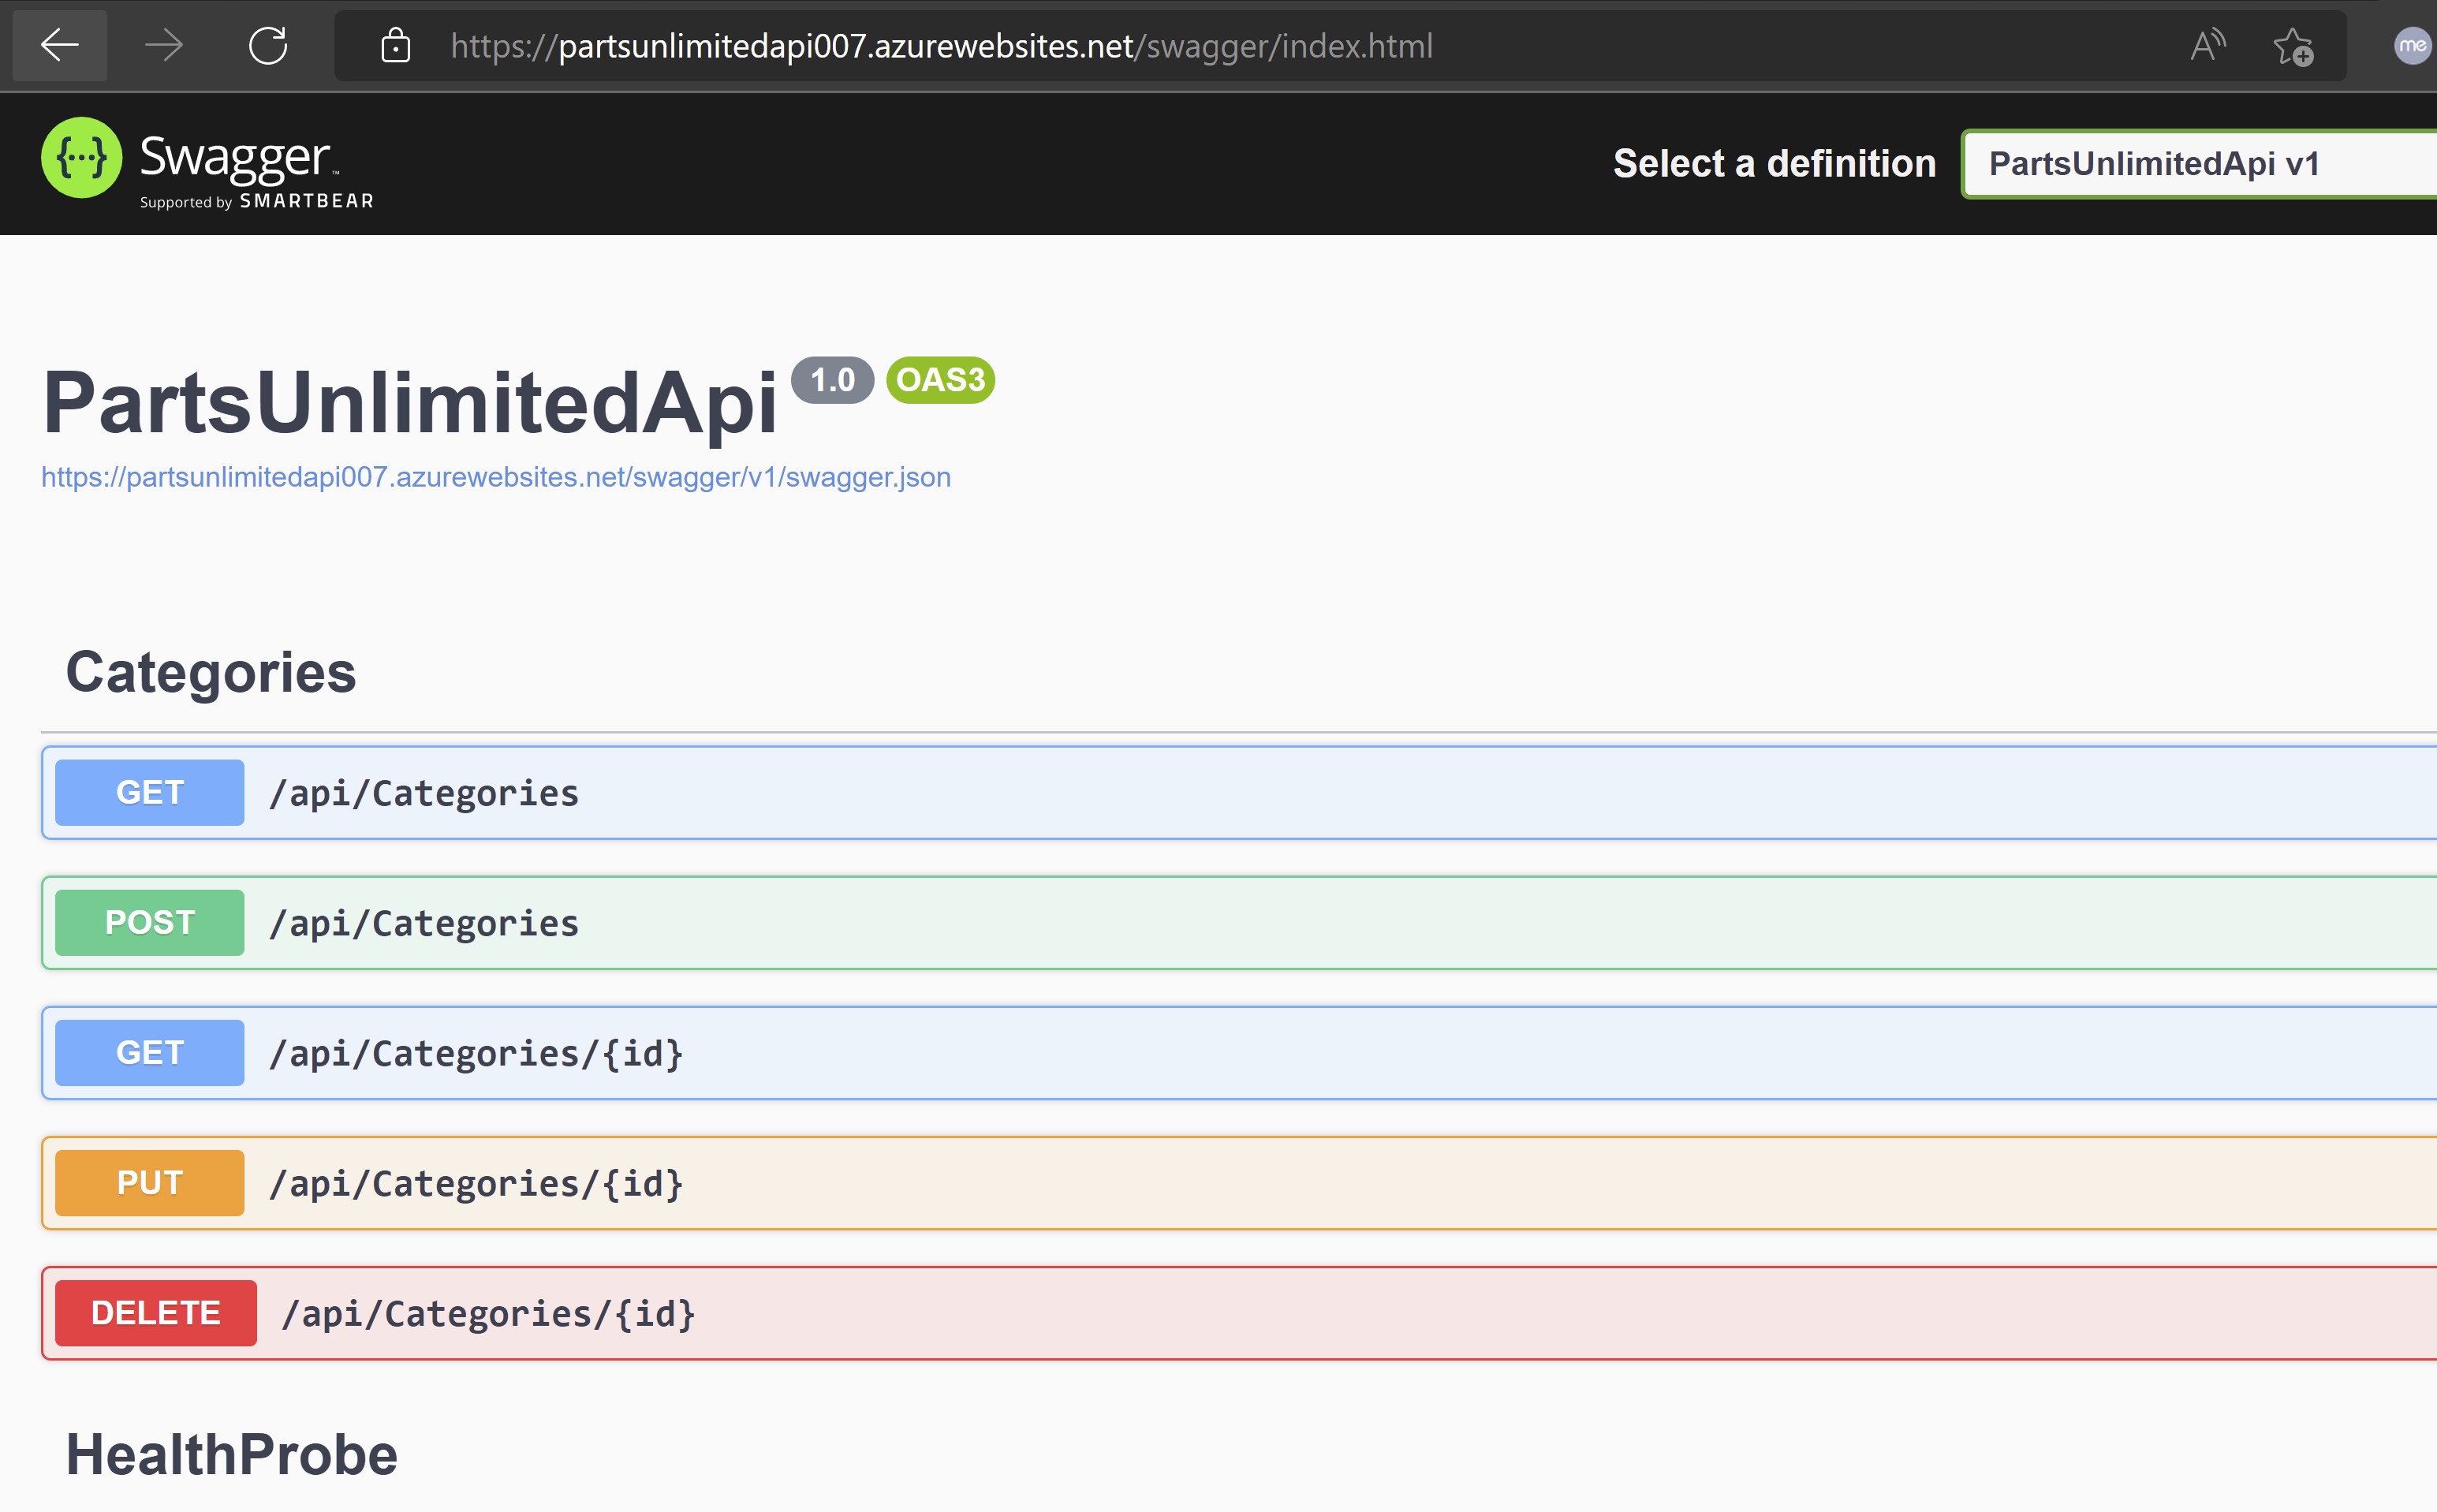 https://partsunlimitedapi007.azurewebsites.net/swagger/index.html
A
me
{...}
Swagger™
Supported by SMARTBEAR
Select a definition
PartsUnlimitedApi v1
PartsUnlimitedApi 1.0 OAS3
https://partsunlimitedapi007.azurewebsites.net/swagger/v1/swagger.json
Categories
GET /api/Categories
POST /api/Categories
GET /api/Categories/{id}
PUT /api/Categories/{id}
DELETE /api/Categories/{id}
HealthProbe